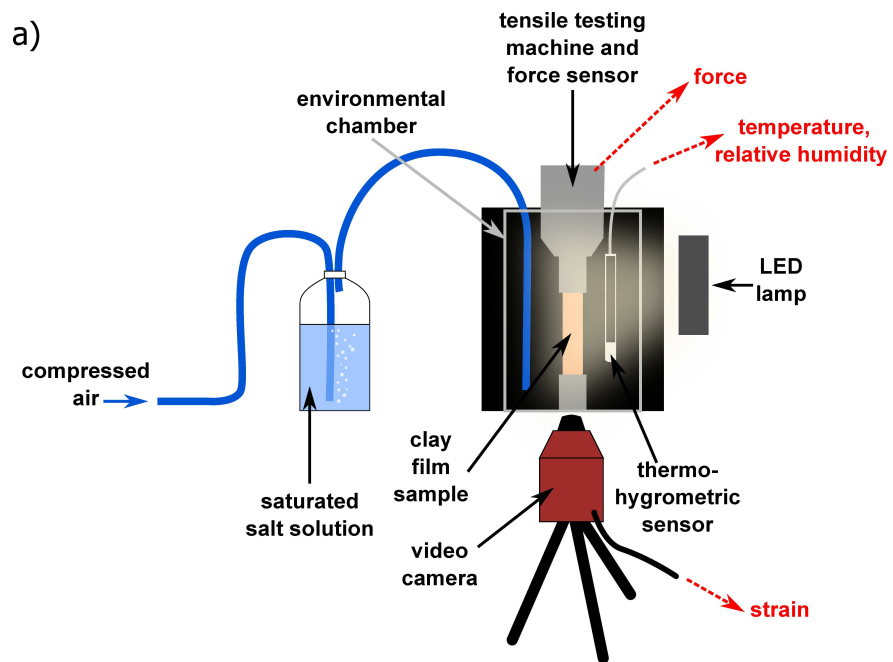 a)
tensile testing
machine and
force sensor
force
environmental
chamber
temperature,
relative humidity
LED
lamp
compressed
air
clay
film
sample
thermo-
hygrometric
sensor
saturated
salt solution
video
camera
strain